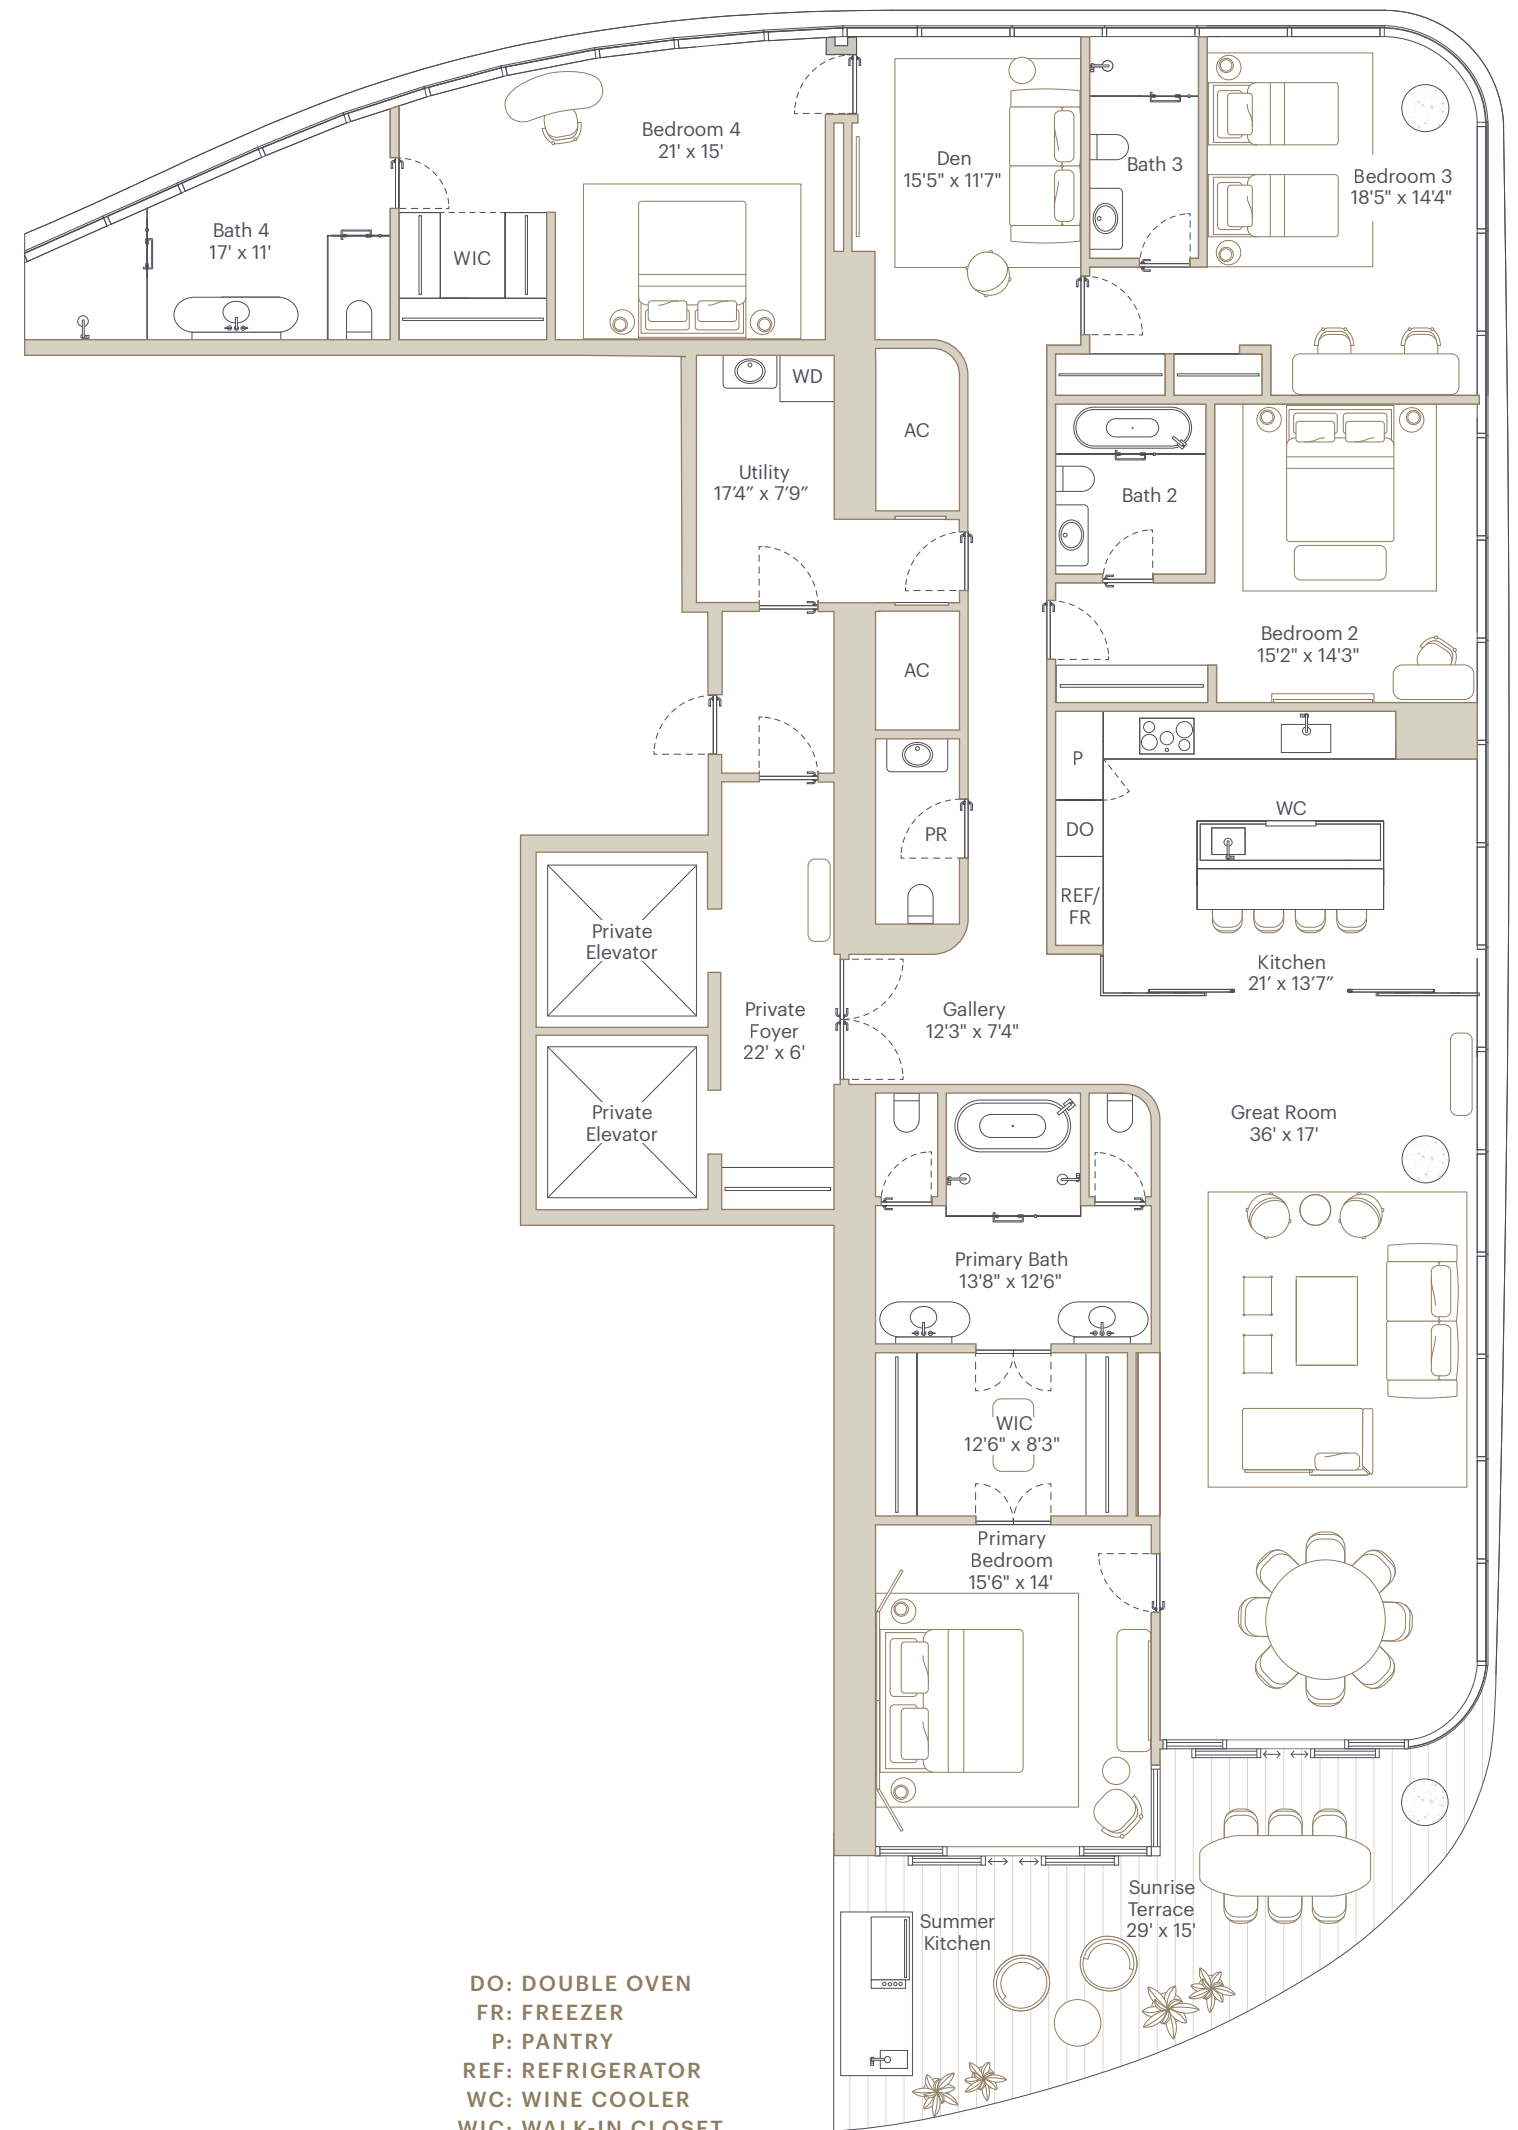 Bedroom 4
21' x 15'
Den
15'5" x 11'7"
Bath 3
Bedroom 3
18'5" x 14'4"
Bath 4
17' x 11'
WIC
WD
AC
Utility
17’4” x 7’9”
Bath 2
Bedroom 2
15'2" x 14'3"
AC
P
WC
DO
PR
REF/
FR
Private
Elevator
Kitchen
21’ x 13’7”
Private
Foyer
22' x 6'
Gallery
12'3" x 7'4"
Private
Elevator
Great Room
36' x 17'
Primary Bath
13'8" x 12'6"
WIC
12'6" x 8'3"
Primary
Bedroom
15'6" x 14'
Sunrise
Terrace
29' x 15'
Summer
Kitchen
DO: DOUBLE OVEN
FR: FREEZER
P: PANTRY
REF: REFRIGERATOR
WC: WINE COOLER
WIC: WALK-IN CLOSET